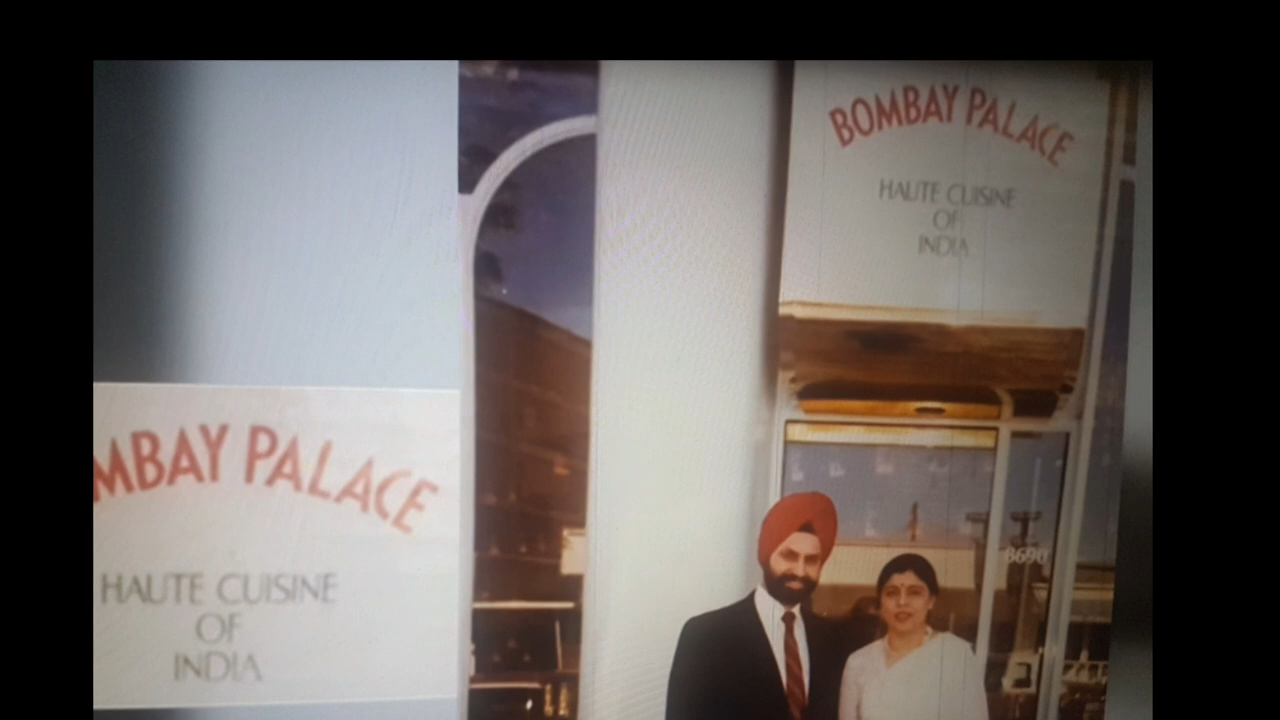 BOMBAY PALACE
HAUTE CUISINE
OF
INDIA
8690
MBAY PALACE
HAUTE CUISINE
OF
INDIA